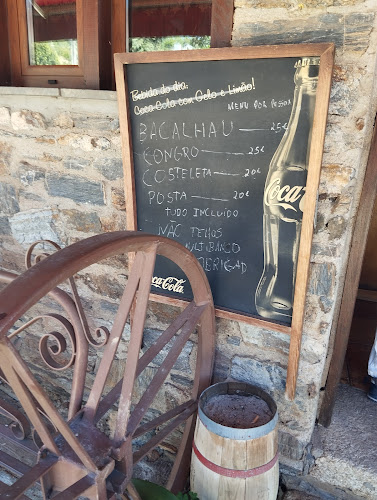 Bebida do dia,
Coca Cola com Gelo e Limão!
MENU POR PESSOA
BACALHAU — 25€
CONGRO — 25€
COSTELETA — 20€
POSTA — 20€
TUDO INCLUÍDO
NÃO TEMOS
MULTIBANCO
Coca-Cola
Coca-Cola